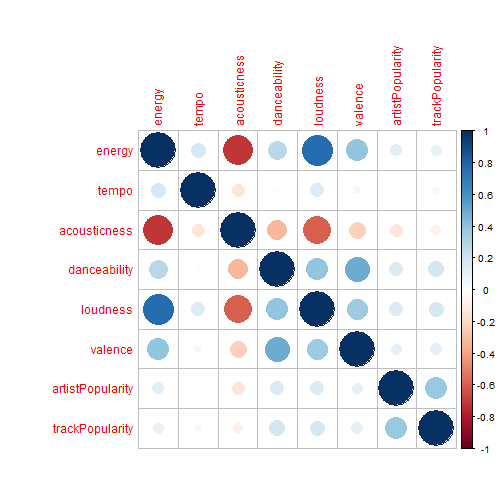 energy
tempo
acousticness
danceability
loudness
valence
artistPopularity
trackPopularity
energy
tempo
acousticness
danceability
loudness
valence
artistPopularity
trackPopularity
1
0.8
0.6
0.4
0.2
0
-0.2
-0.4
-0.6
-0.8
-1